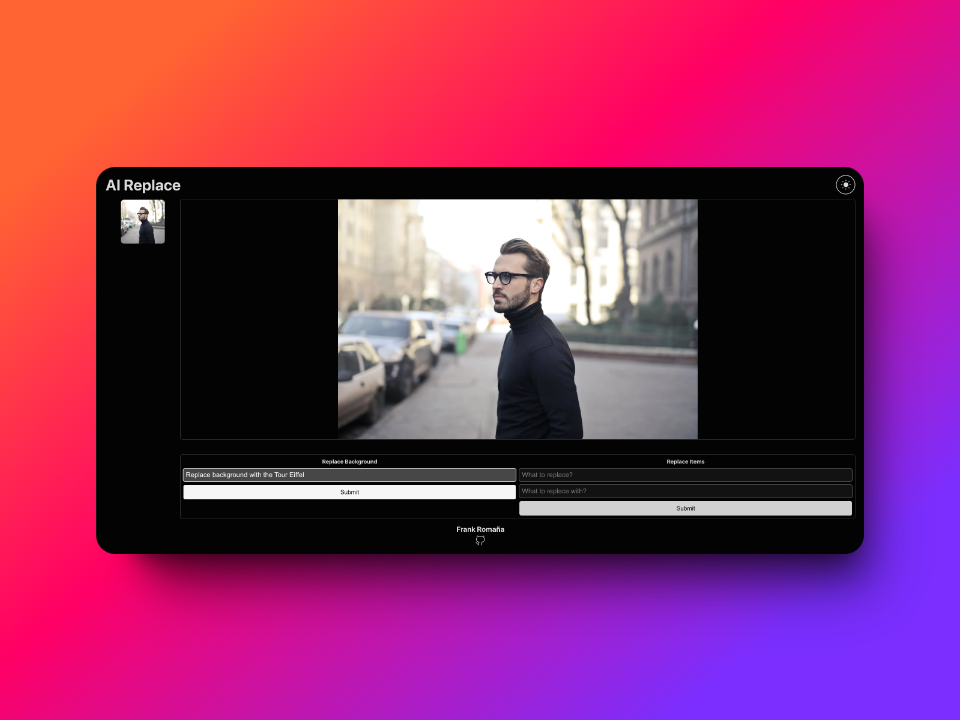 AI Replace
Replace Background
Replace background with the Tour Eiffel
Submit
Replace Items
What to replace?
What to replace with?
Submit
Frank Romaña